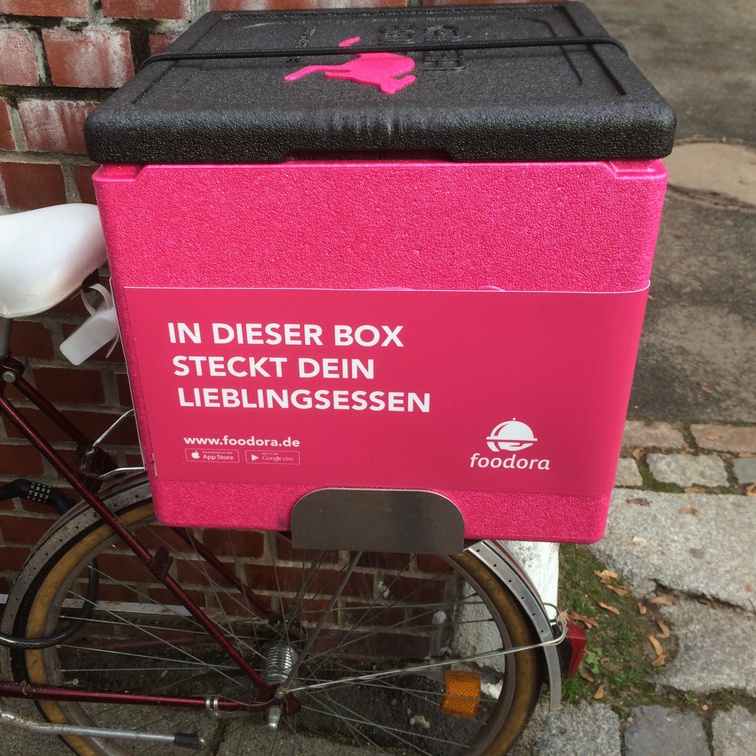 IN DIESER BOX
STECKT DEIN
LIEBLINGSESSEN
www.foodora.de
App Store
Google play
foodora